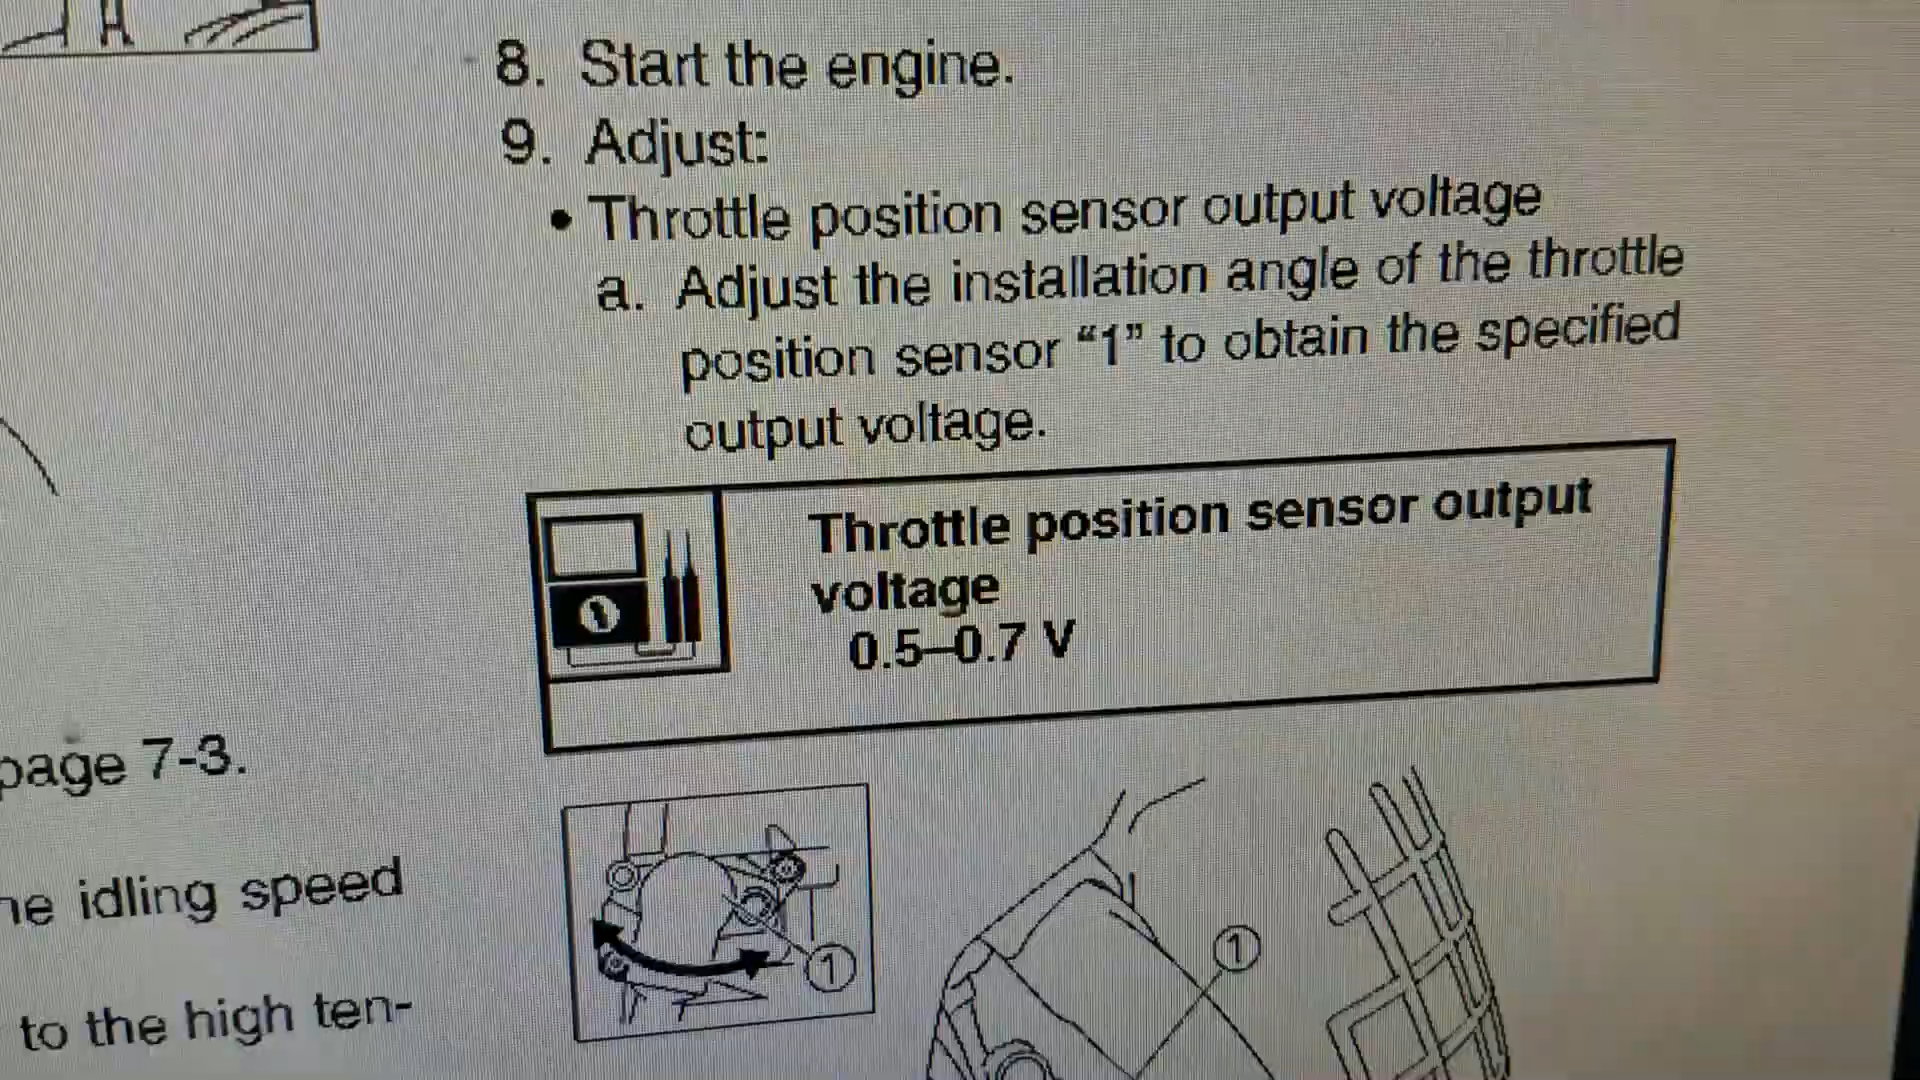 8. Start the engine.
9. Adjust:
• Throttle position sensor output voltage
a. Adjust the installation angle of the throttle
position sensor “1” to obtain the specified
output voltage.
Throttle position sensor output
voltage
0.5–0.7 V
page 7-3.
idling speed
to the high ten-
1
1